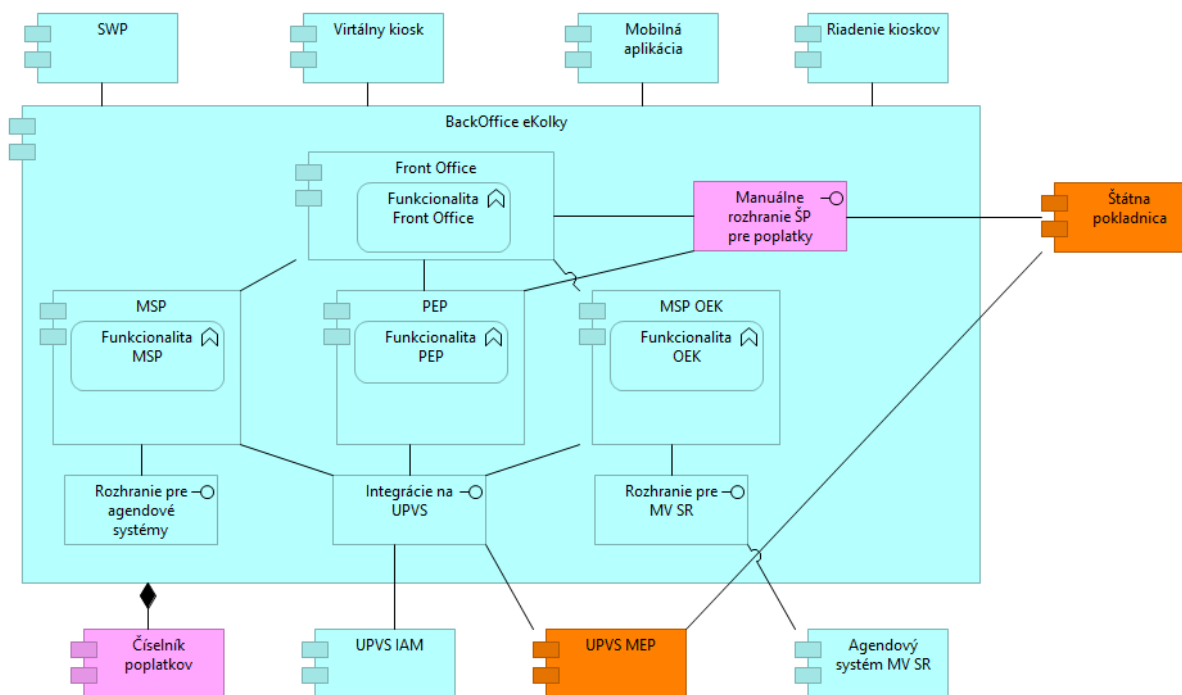 SWP
Virtálny kiosk
Mobilná
aplikácia
Riadenie kioskov
BackOffice eKolky
Front Office
Funkcionalita
Front Office
Manuálne
rozhranie ŠP
pre poplatky
Štátna
pokladnica
MSP
Funkcionalita
MSP
PEP
Funkcionalita
PEP
MSP OEK
Funkcionalita
OEK
Rozhranie pre
agendové
systémy
Integrácie na
UPVS
Rozhranie pre
MV SR
Číselník
poplatkov
UPVS IAM
UPVS MEP
Agendový
systém MV SR